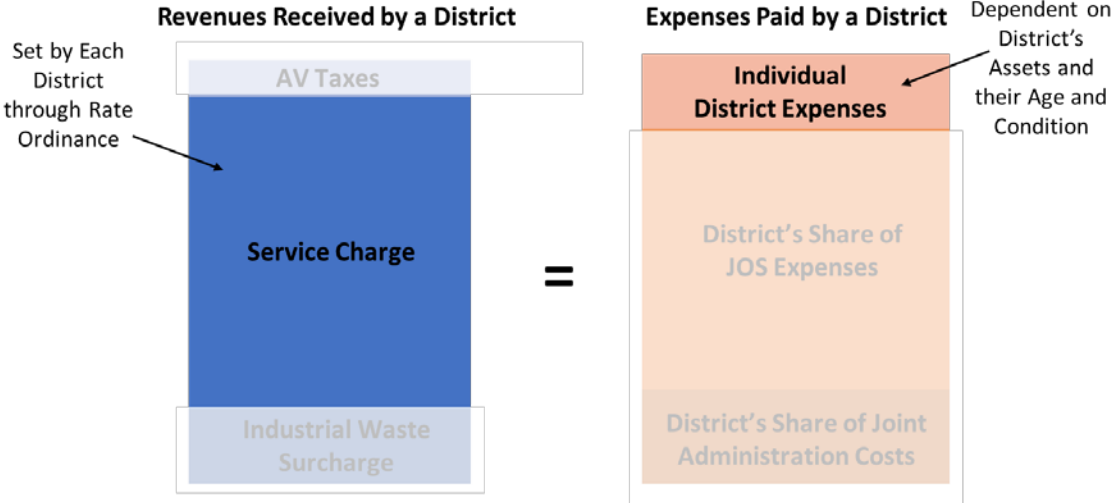 Revenues Received by a District
Set by Each
District
through Rate
Ordinance
AV Taxes
Service Charge
Industrial Waste
Surcharge
=
Expenses Paid by a District
Dependent on
District's
Assets and
their Age and
Condition
Individual
District Expenses
District's Share of
JOS Expenses
District's Share of Joint
Administration Costs